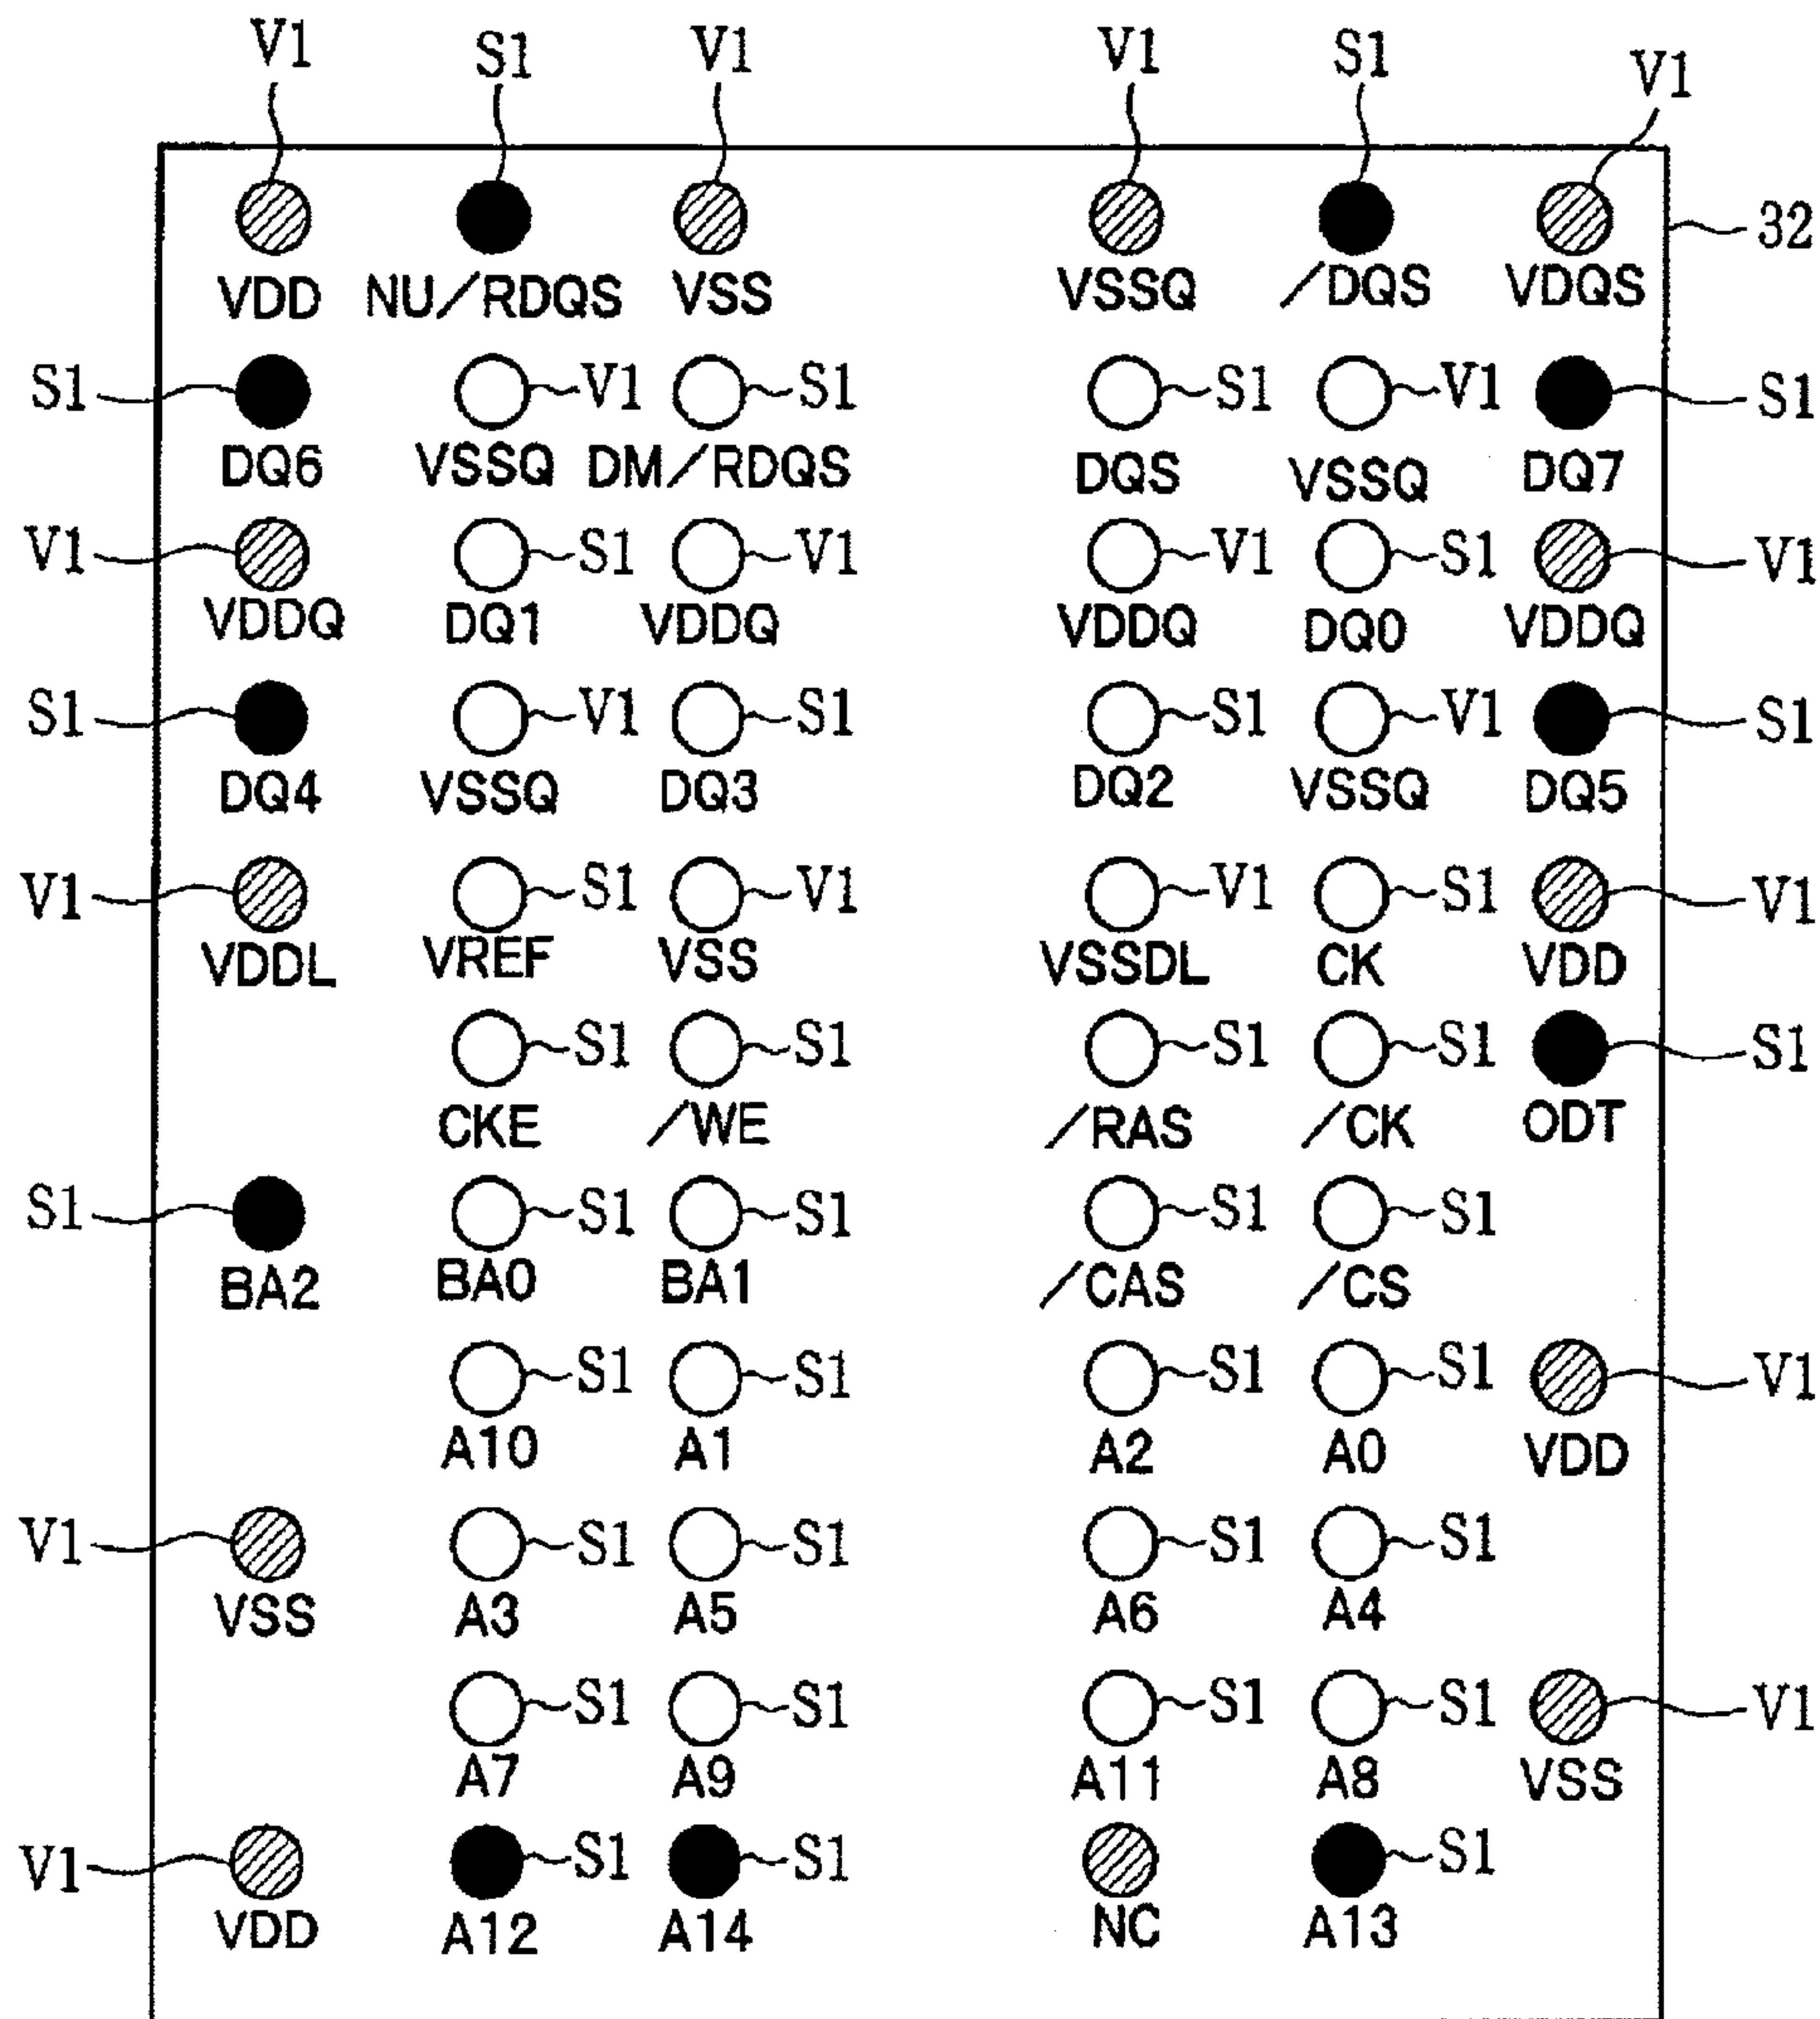 V1 S1 V1 V1 S1 V1
32
VDD NU/RDQS VSS VSSQ /DQS VDQS
S1 V1 S1 S1 V1 S1
DQ6 VSSQ DM/RDQS DQS VSSQ DQ7
V1 S1 V1 V1 S1 V1
VDDQ DQ1 VDDQ VDDQ DQ0 VDDQ
S1 V1 S1 S1 V1 S1
DQ4 VSSQ DQ3 DQ2 VSSQ DQ5
V1 S1 V1 V1 S1 V1
VDDL VREF VSS VSSDL CK VDD
S1 S1 S1 S1 S1
CKE /WE /RAS /CK ODT
S1 S1 S1 S1 S1
BA2 BA0 BA1 /CAS /CS
S1 S1 S1 S1 V1
A10 A1 A2 A0 VDD
V1 S1 S1 S1 S1
VSS A3 A5 A6 A4
S1 S1 S1 S1 V1
A7 A9 A11 A8 VSS
V1 S1 S1 S1
VDD A12 A14 NC A13